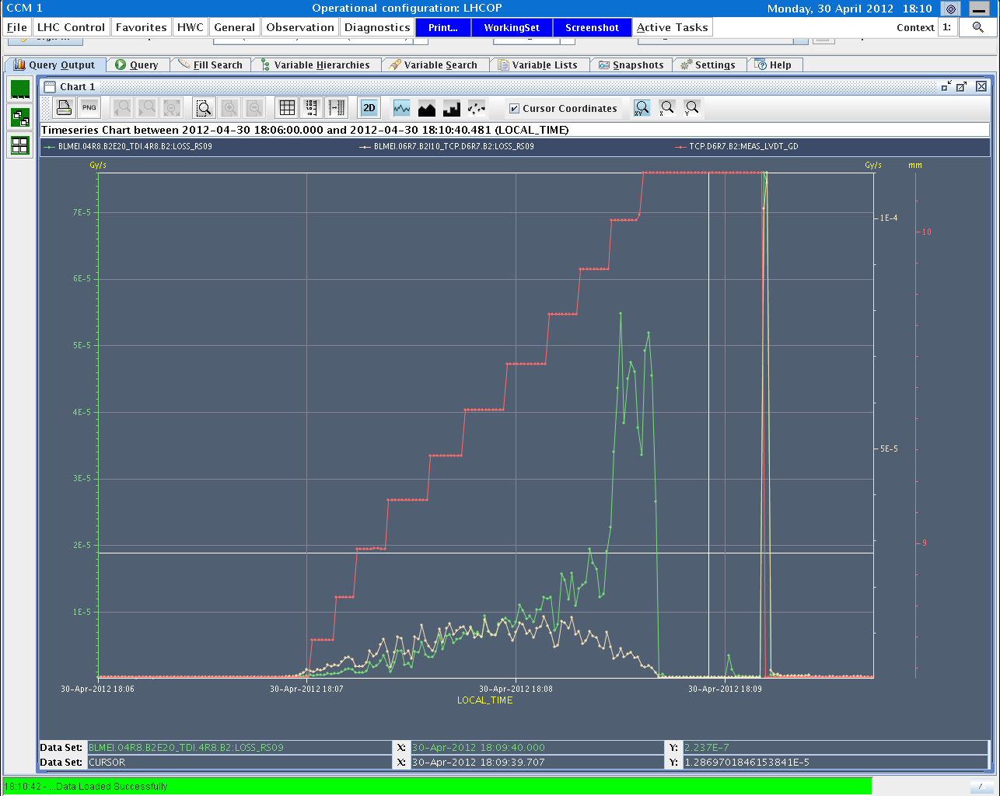 CCM 1 Operational configuration: LHCOP Monday, 30 April 2012 18:10
File LHC Control Favorites HWC General Observation Diagnostics Print... WorkingSet Screenshot Active Tasks Context 1:
Query Output Query Fill Search Variable Hierarchies Variable Search Variable Lists Snapshots Settings Help
Chart 1
PNG 2D Cursor Coordinates XY X Y
Timeseries Chart between 2012-04-30 18:06:00.000 and 2012-04-30 18:10:40.481 (LOCAL_TIME)
BLMEI.04R8.B2E20_TDI.4R8.B2:LOSS_RS09 BLMEI.06R7.B2I10_TCP.D6R7.B2:LOSS_RS09 TCP.D6R7.B2:MEAS_LVDT_GD
Gy/s Gy/s mm
7E-5 1E-4
10
6E-5
5E-5
4E-5
5E-5
3E-5
2E-5 9
1E-5
30-Apr-2012 18:06 30-Apr-2012 18:07 30-Apr-2012 18:08 30-Apr-2012 18:09
LOCAL_TIME
Data Set: BLMEI.04R8.B2E20_TDI.4R8.B2:LOSS_RS09 X: 30-Apr-2012 18:09:40.000 Y: 2.237E-7
Data Set: CURSOR X: 30-Apr-2012 18:09:39.707 Y: 1.2869701846153841E-5
18:10:42 - ...Data Loaded Successfully